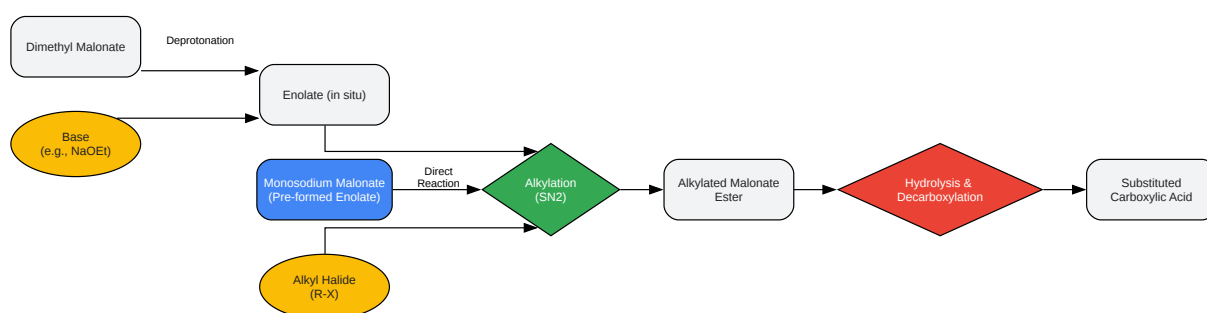 Dimethyl Malonate
Deprotonation
Base
(e.g., NaOEt)
Enolate (in situ)
Monosodium Malonate
(Pre-formed Enolate)
Direct
Reaction
Alkyl Halide
(R-X)
Alkylation
(SN2)
Alkylated Malonate
Ester
Hydrolysis &
Decarboxylation
Substituted
Carboxylic Acid